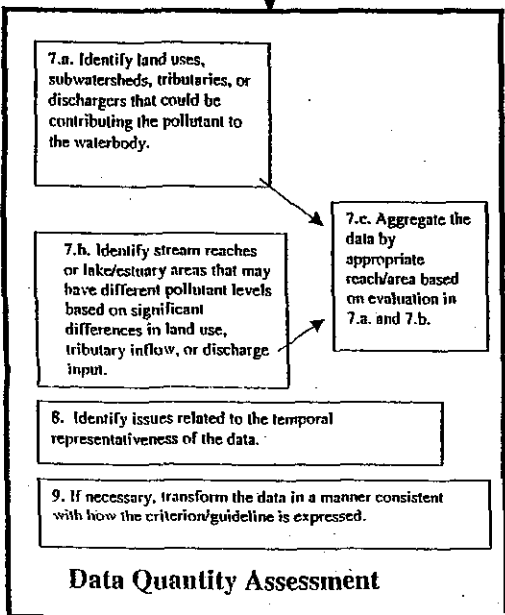 7.a. Identify land uses,
subwatersheds, tributaries, or
dischargers that could be
contributing the pollutant to
the waterbody.
7.b. Identify stream reaches
or lake/estuary areas that may
have different pollutant levels
based on significant
differences in land use,
tributary inflow, or discharge
input.
7.c. Aggregate the
data by
appropriate
reach/area based
on evaluation in
7.a. and 7.b.
8. Identify issues related to the temporal
representativeness of the data.
9. If necessary, transform the data in a manner consistent
with how the criterion/guideline is expressed.
Data Quantity Assessment